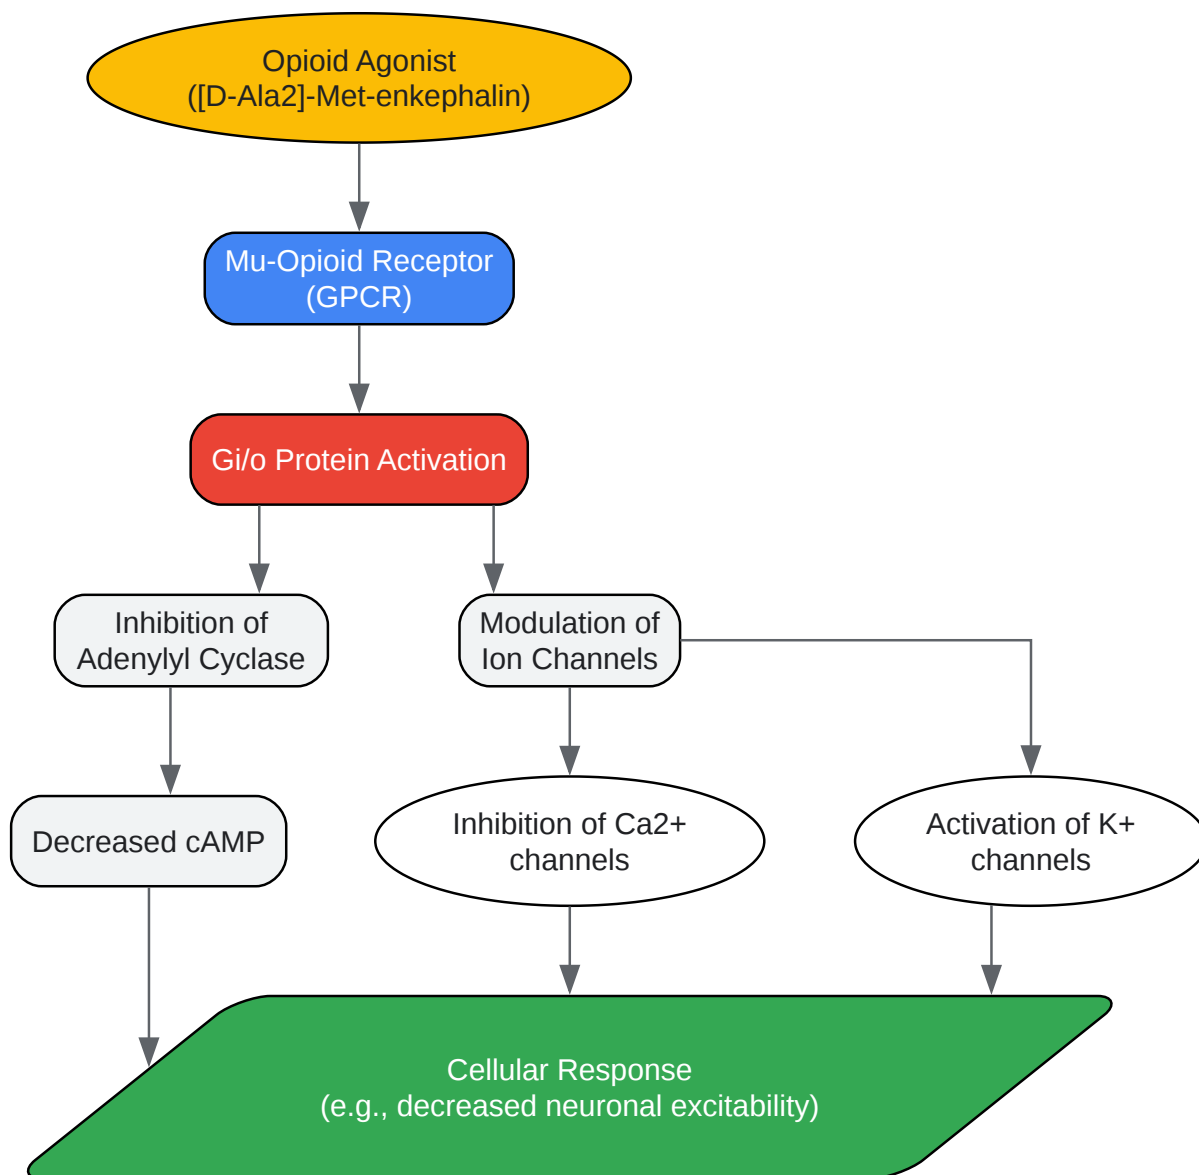 Opioid Agonist
([D-Ala2]-Met-enkephalin)
Mu-Opioid Receptor
(GPCR)
Gi/o Protein Activation
Inhibition of
Adenylyl Cyclase
Modulation of
Ion Channels
Decreased cAMP
Inhibition of Ca2+
channels
Activation of K+
channels
Cellular Response
(e.g., decreased neuronal excitability)